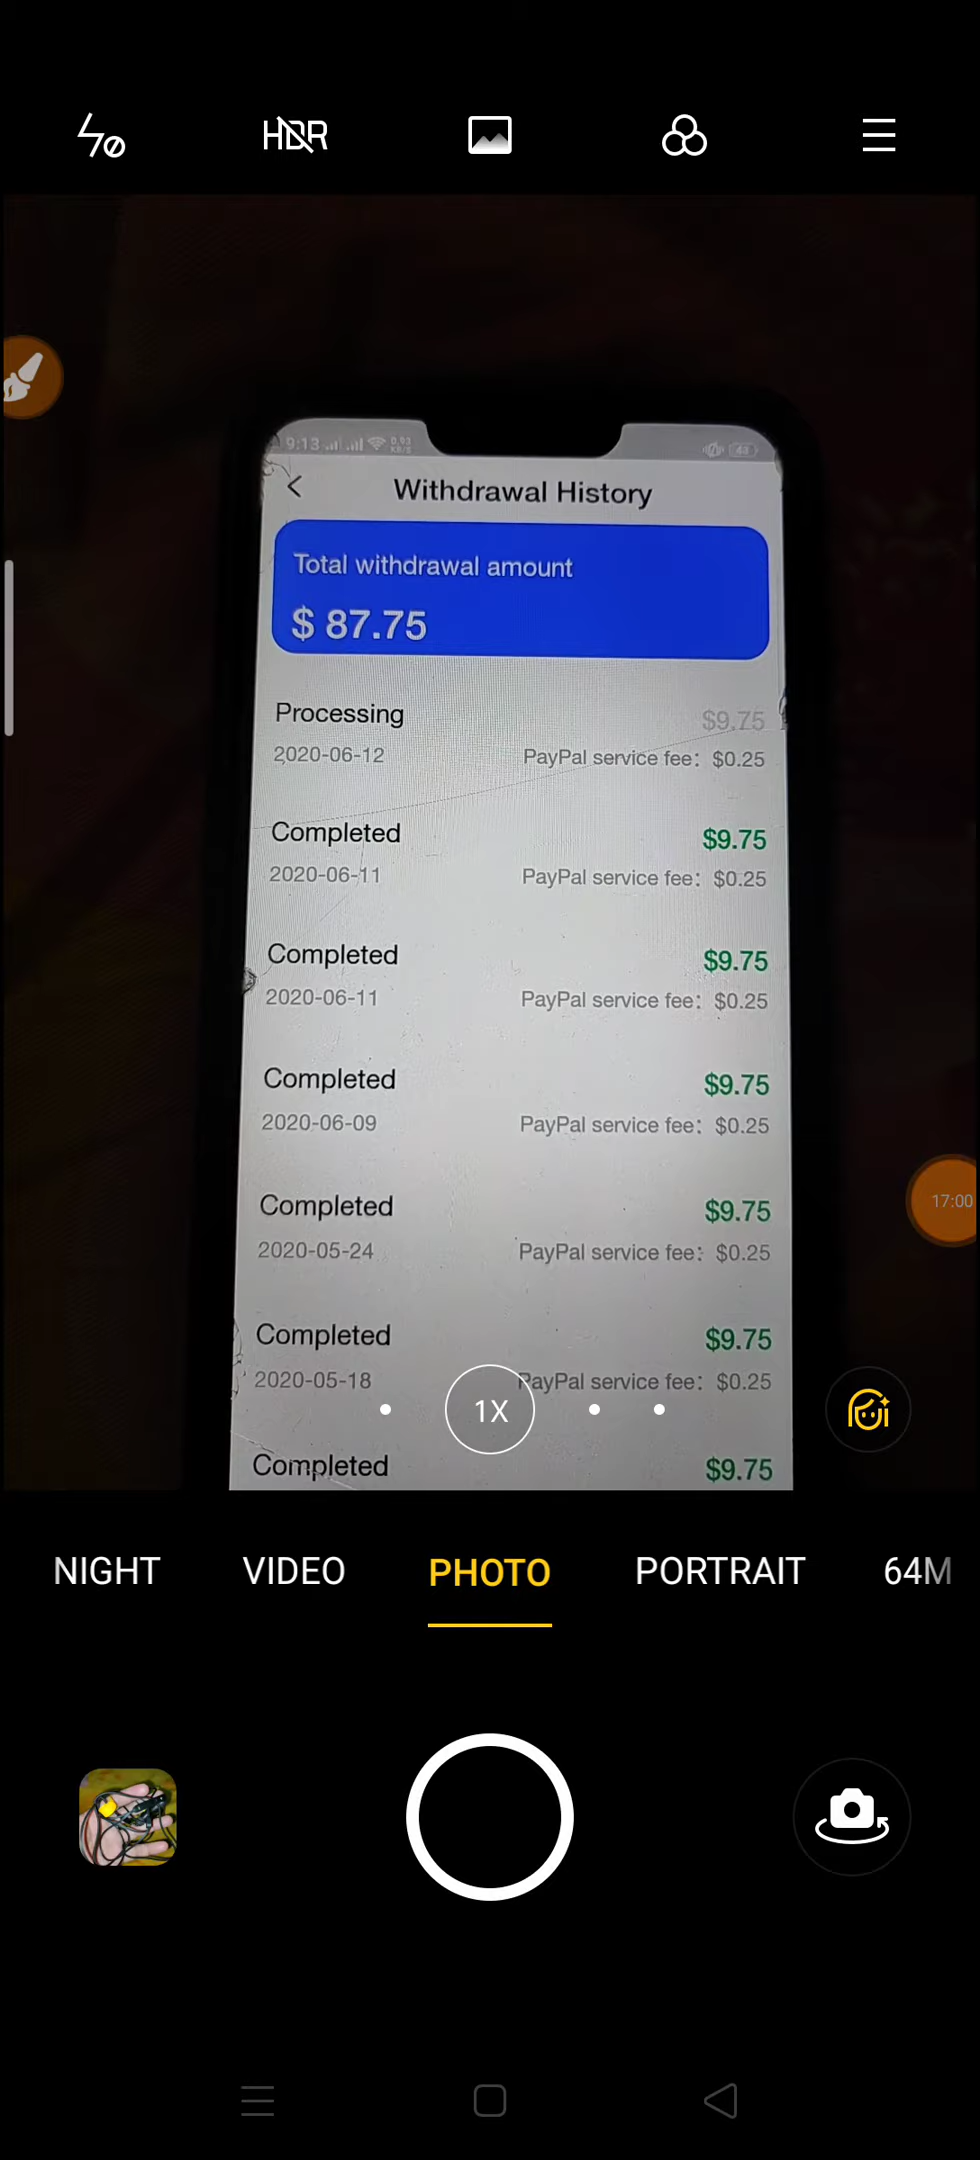 HDR
9:13 0.93 KB/S 43
Withdrawal History
Total withdrawal amount
$ 87.75
Processing $9.75
2020-06-12 PayPal service fee: $0.25
Completed $9.75
2020-06-11 PayPal service fee: $0.25
Completed $9.75
2020-06-11 PayPal service fee: $0.25
Completed $9.75
2020-06-09 PayPal service fee: $0.25
17:00
Completed $9.75
2020-05-24 PayPal service fee: $0.25
Completed $9.75
2020-05-18 PayPal service fee: $0.25
1X
Completed $9.75
NIGHT VIDEO PHOTO PORTRAIT 64M